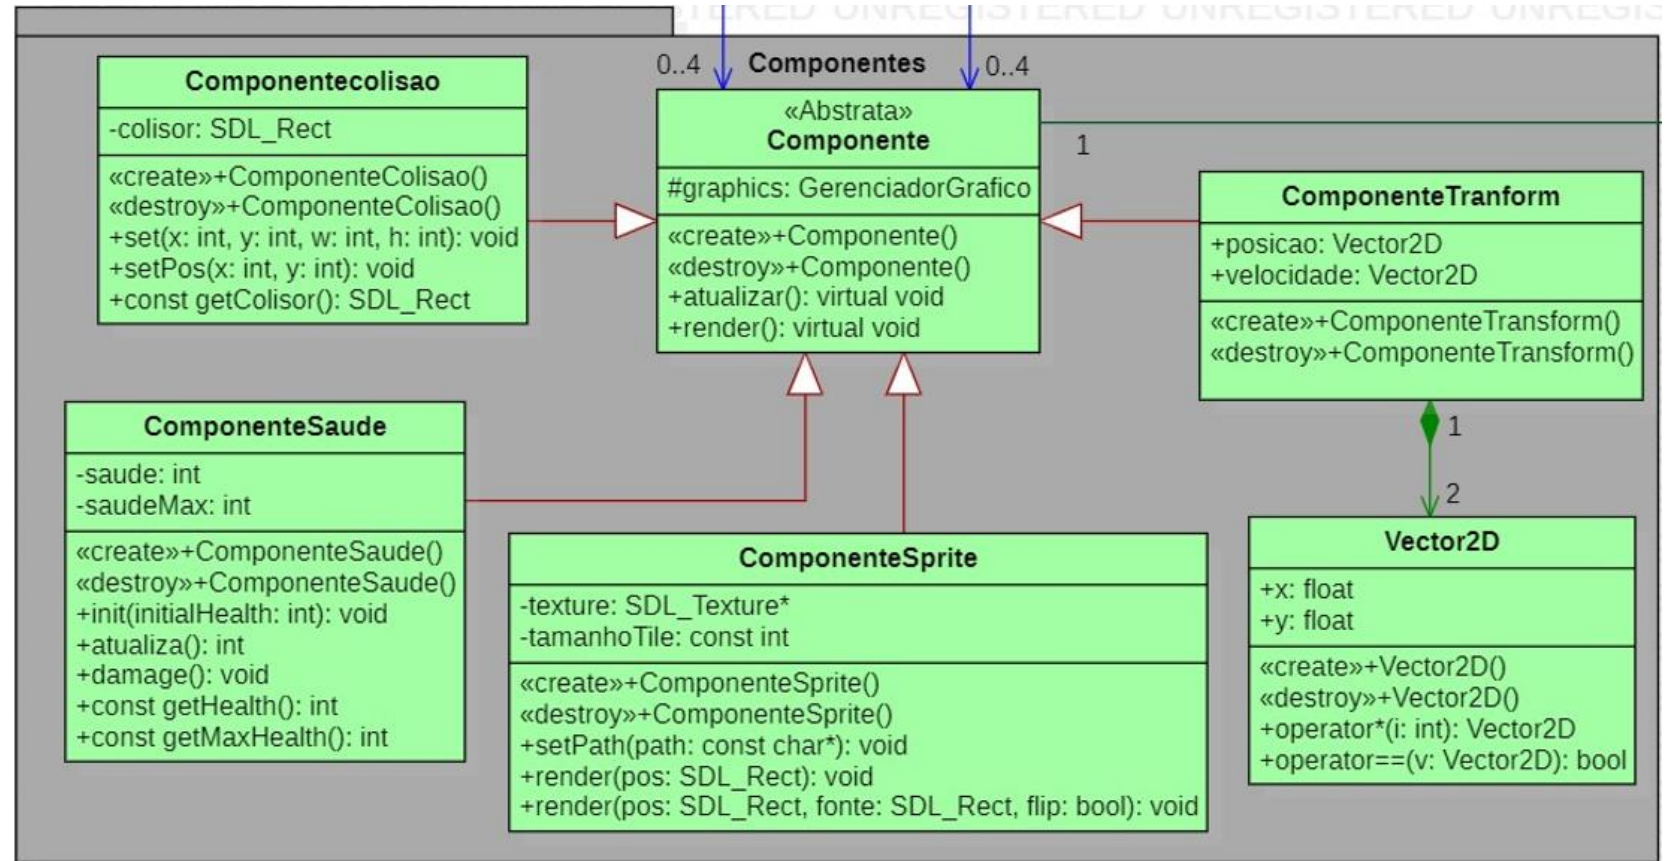 UNREGISTERED UNREGISTERED
Componentes
0..4
0..4
Componentecolisao
-colisor: SDL_Rect
«create»+ComponenteColisao()
«destroy»+ComponenteColisao()
+set(x: int, y: int, w: int, h: int): void
+setPos(x: int, y: int): void
+const getColisor(): SDL_Rect
«Abstrata»
Componente
#graphics: GerenciadorGrafico
«create»+Componente()
«destroy»+Componente()
+atualizar(): virtual void
+render(): virtual void
1
ComponenteTranform
+posicao: Vector2D
+velocidade: Vector2D
«create»+ComponenteTransform()
«destroy»+ComponenteTransform()
1
2
ComponenteSaude
-saude: int
-saudeMax: int
«create»+ComponenteSaude()
«destroy»+ComponenteSaude()
+init(initialHealth: int): void
+atualiza(): int
+damage(): void
+const getHealth(): int
+const getMaxHealth(): int
ComponenteSprite
-texture: SDL_Texture*
-tamanhoTile: const int
«create»+ComponenteSprite()
«destroy»+ComponenteSprite()
+setPath(path: const char*): void
+render(pos: SDL_Rect): void
+render(pos: SDL_Rect, fonte: SDL_Rect, flip: bool): void
Vector2D
+x: float
+y: float
«create»+Vector2D()
«destroy»+Vector2D()
+operator*(i: int): Vector2D
+operator==(v: Vector2D): bool